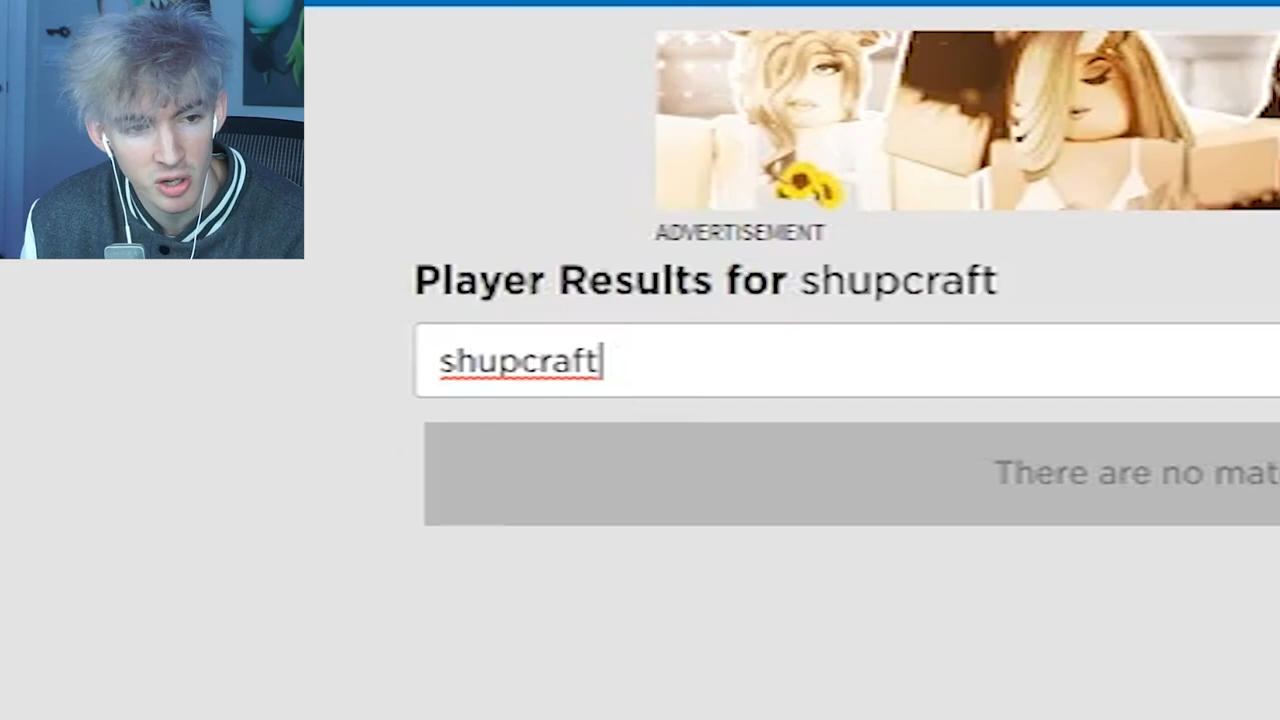 ADVERTISEMENT
Player Results for shupcraft
shupcraft
There are no mat